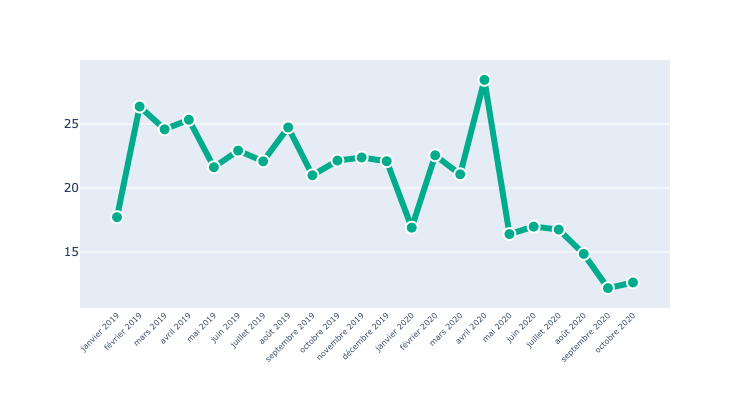 25
20
15
janvier 2019
février 2019
mars 2019
avril 2019
mai 2019
juin 2019
juillet 2019
août 2019
septembre 2019
octobre 2019
novembre 2019
décembre 2019
janvier 2020
février 2020
mars 2020
avril 2020
mai 2020
juin 2020
juillet 2020
août 2020
septembre 2020
octobre 2020